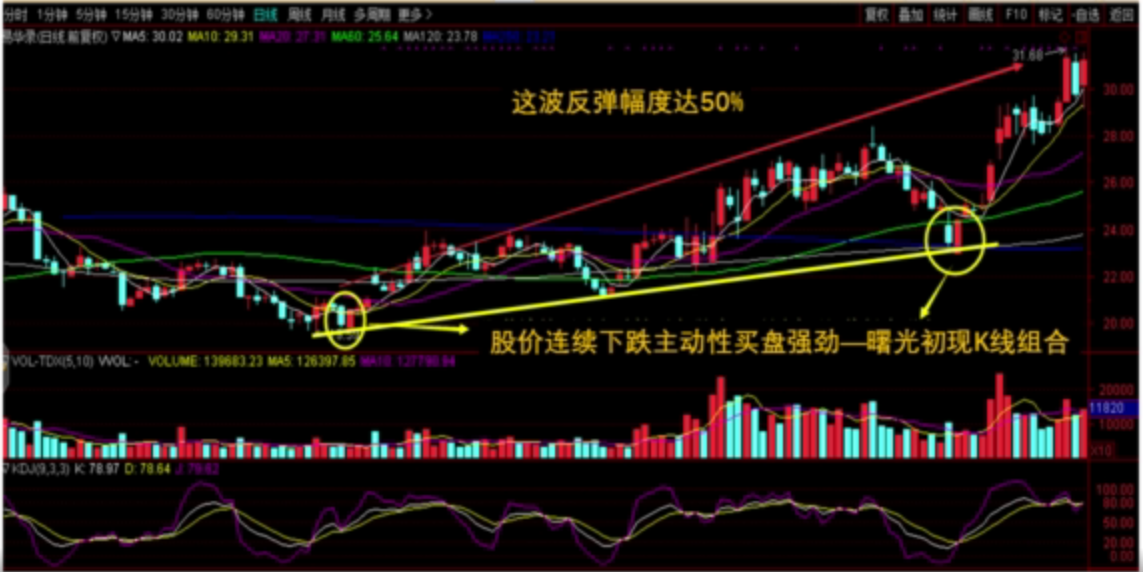 分时 1分钟 5分钟 15分钟 30分钟 60分钟 日线 周线 月线 多周期 更多 > 复权 叠加 统计 画线 F10 标记 -自选 返回
易华录(日线.前复权) ▽MA5: 30.02 MA10: 29.31 MA20: 27.31 MA60: 25.64 MA120: 23.78
31.68
30.00
这波反弹幅度达50%
28.00
26.00
24.00
22.00
20.00
股价连续下跌主动性买盘强劲—曙光初现K线组合
VOL-TDX(5,10) VVOL: - VOLUME: 139683.23 MA5: 126397.85 MA10: 127788.94
20000
11820
10000
X10
▽KDJ(9,3,3) K: 78.97 D: 78.64 J: 79.62
100.00
80.00
50.00
20.00
0.00